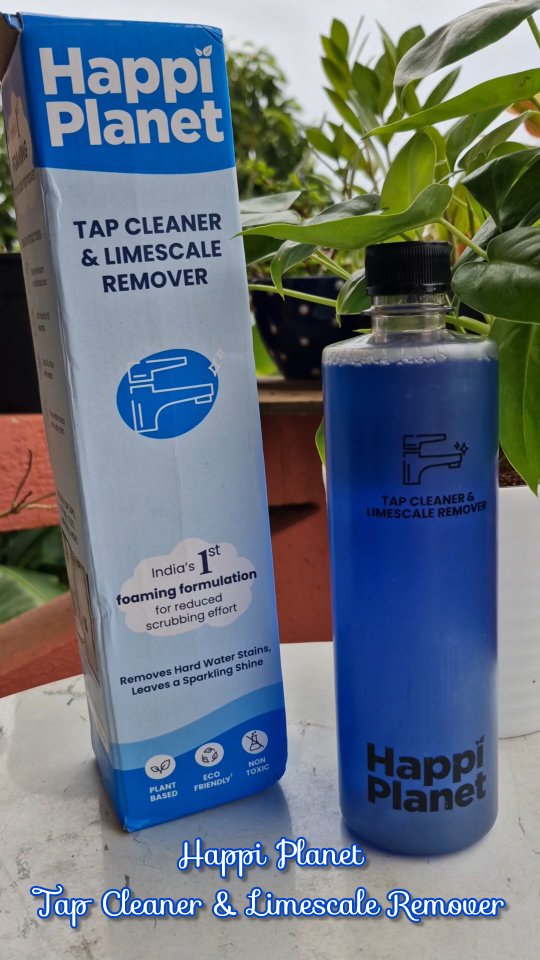 Happi
Planet
TAP CLEANER
& LIMESCALE
REMOVER
India's 1st
foaming formulation
for reduced
scrubbing effort
Removes Hard Water Stains,
Leaves a Sparkling Shine
PLANT
BASED
ECO
FRIENDLY†
NON
TOXIC
TAP CLEANER &
LIMESCALE REMOVER
Happi
Planet
Happi Planet
Tap Cleaner & Limescale Remover